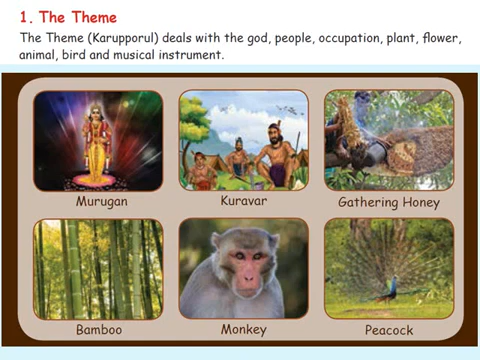 1. The Theme
The Theme (Karupporul) deals with the god, people, occupation, plant, flower,
animal, bird and musical instrument.
Murugan
Kuravar
Gathering Honey
Bamboo
Monkey
Peacock